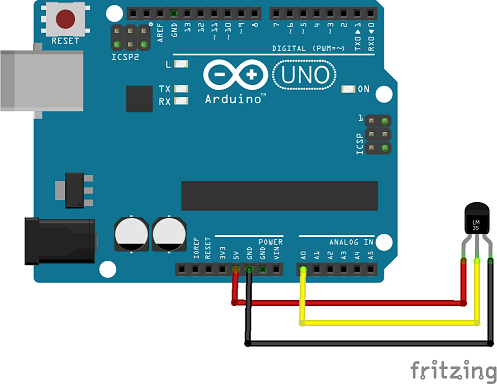 RESET
ICSP2
AREF
GND
13
12
~11
~10
~9
8
7
~6
~5
4
~3
2
TX0▶1
RX0◀0
DIGITAL (PWM=~)
L
TX
RX
UNO
Arduino™
ON
1
ICSP
POWER
ANALOG IN
IOREF
RESET
3V3
5V
GND
GND
VIN
A0
A1
A2
A3
A4
A5
LM
35
fritzing